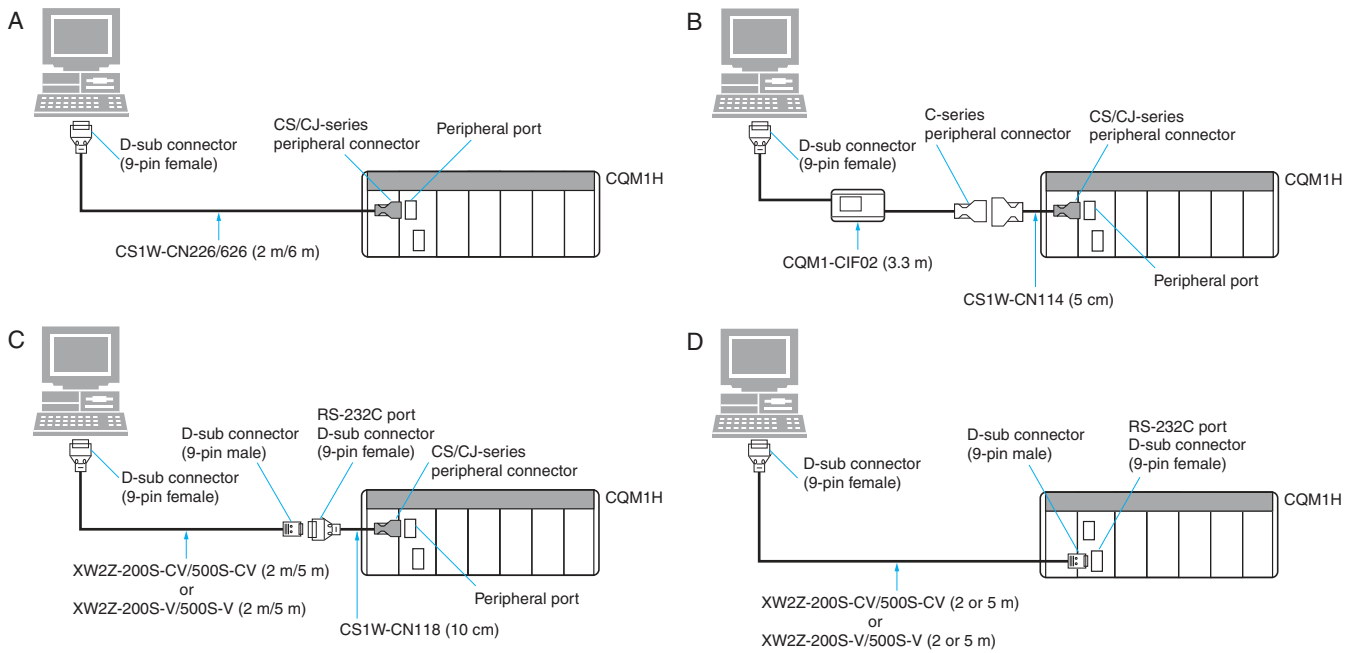 A
D-sub connector
(9-pin female)
CS/CJ-series
peripheral connector
Peripheral port
CQM1H
CS1W-CN226/626 (2 m/6 m)
B
D-sub connector
(9-pin female)
C-series
peripheral connector
CS/CJ-series
peripheral connector
CQM1H
CQM1-CIF02 (3.3 m)
Peripheral port
CS1W-CN114 (5 cm)
C
D-sub connector
(9-pin female)
D-sub connector
(9-pin male)
RS-232C port
D-sub connector
(9-pin female)
CS/CJ-series
peripheral connector
CQM1H
XW2Z-200S-CV/500S-CV (2 m/5 m)
or
XW2Z-200S-V/500S-V (2 m/5 m)
Peripheral port
CS1W-CN118 (10 cm)
D
D-sub connector
(9-pin female)
D-sub connector
(9-pin male)
RS-232C port
D-sub connector
(9-pin female)
CQM1H
XW2Z-200S-CV/500S-CV (2 or 5 m)
or
XW2Z-200S-V/500S-V (2 or 5 m)